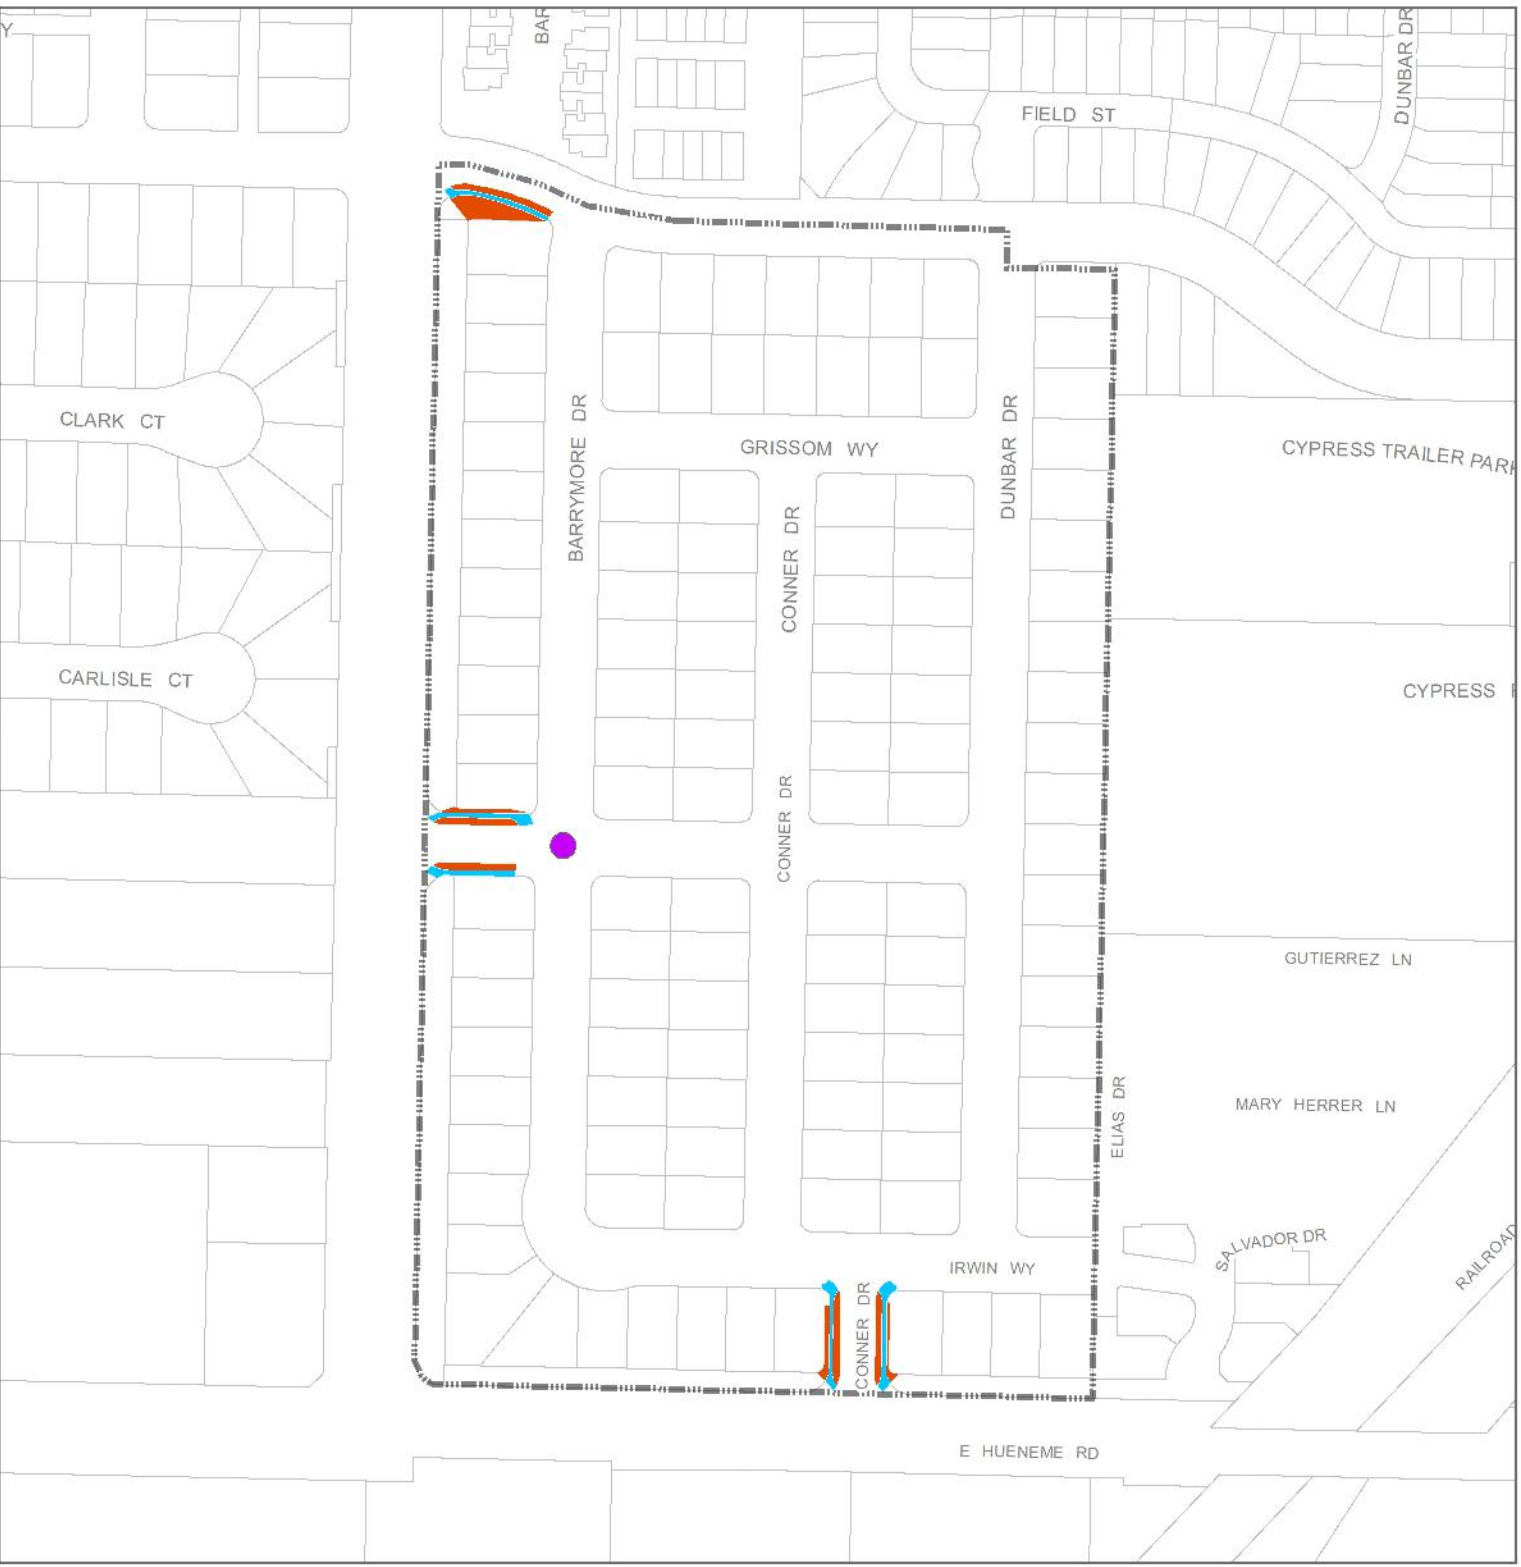 Y
BAR
DUNBAR DR
FIELD ST
CLARK CT
BARRYMORE DR
DUNBAR DR
GRISSOM WY
CYPRESS TRAILER PARK
CONNER DR
CARLISLE CT
CYPRESS
CONNER DR
GUTIERREZ LN
ELIAS DR
MARY HERRER LN
SALVADOR DR
RAILROAD
IRWIN WY
CONNER DR
E HUENEME RD